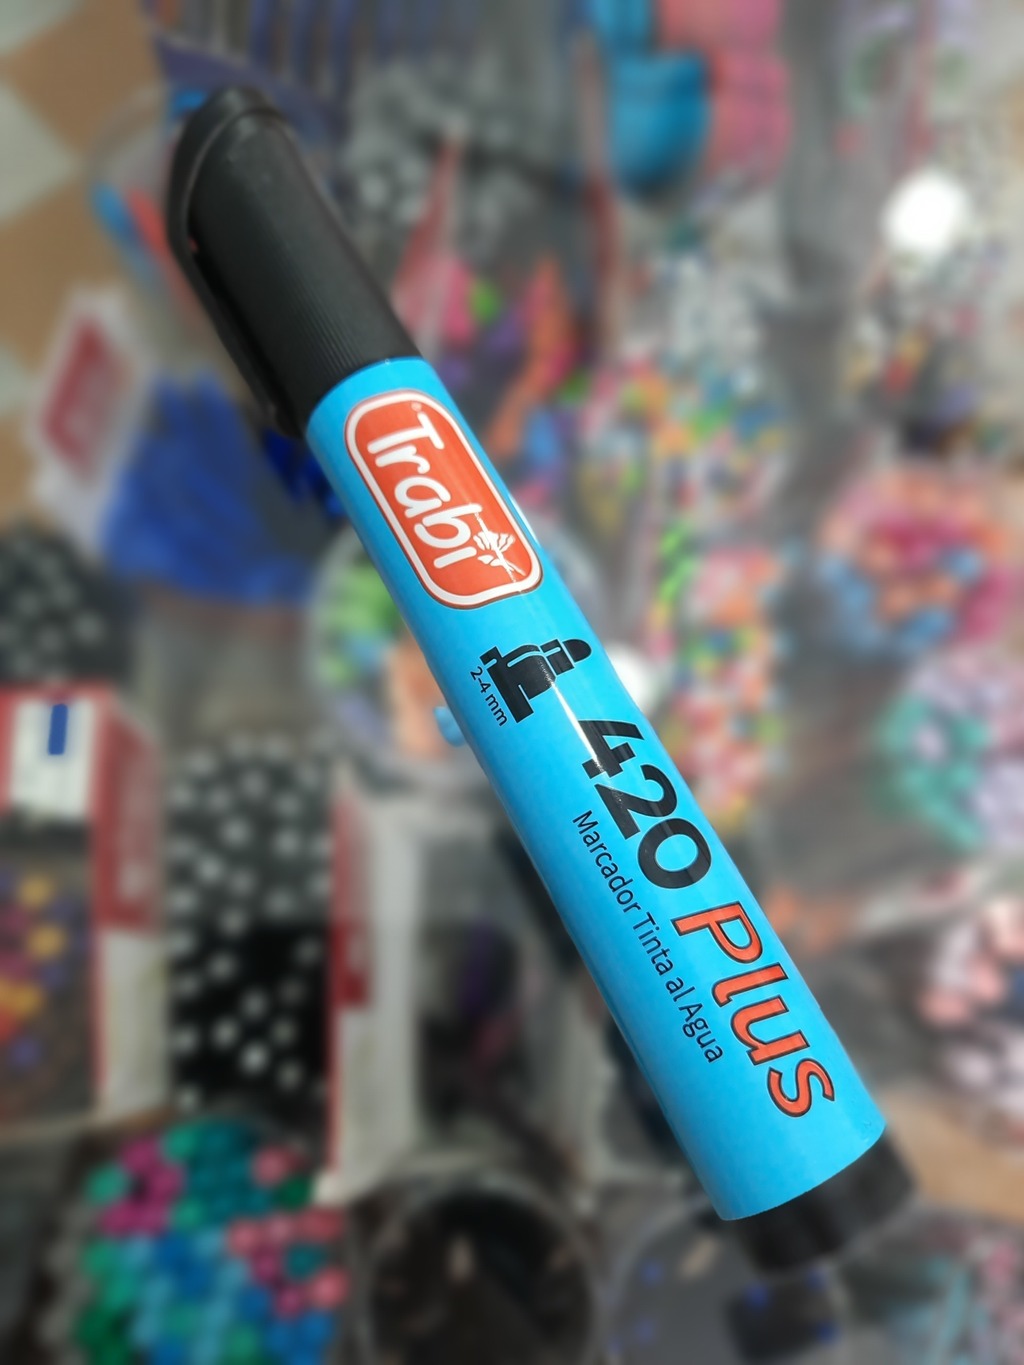 Trabi
2-4 mm
420 Plus
Marcador Tinta al Agua